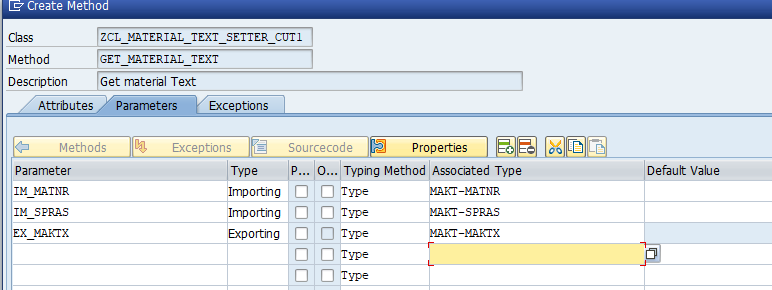 Create Method
Class ZCL_MATERIAL_TEXT_SETTER_CUT1
Method GET_MATERIAL_TEXT
Description Get material Text
Attributes Parameters Exceptions
Methods Exceptions Sourcecode Properties
Parameter Type P... O... Typing Method Associated Type Default Value
IM_MATNR Importing Type MAKT-MATNR
IM_SPRAS Importing Type MAKT-SPRAS
EX_MAKTX Exporting Type MAKT-MAKTX
Type
Type